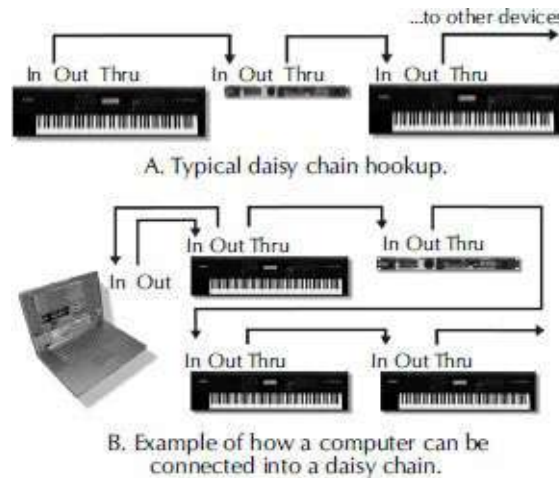 ...to other devices
In Out Thru
In Out Thru
In Out Thru
A. Typical daisy chain hookup.
In Out Thru
In Out Thru
In Out
In Out Thru
In Out Thru
B. Example of how a computer can be
connected into a daisy chain.